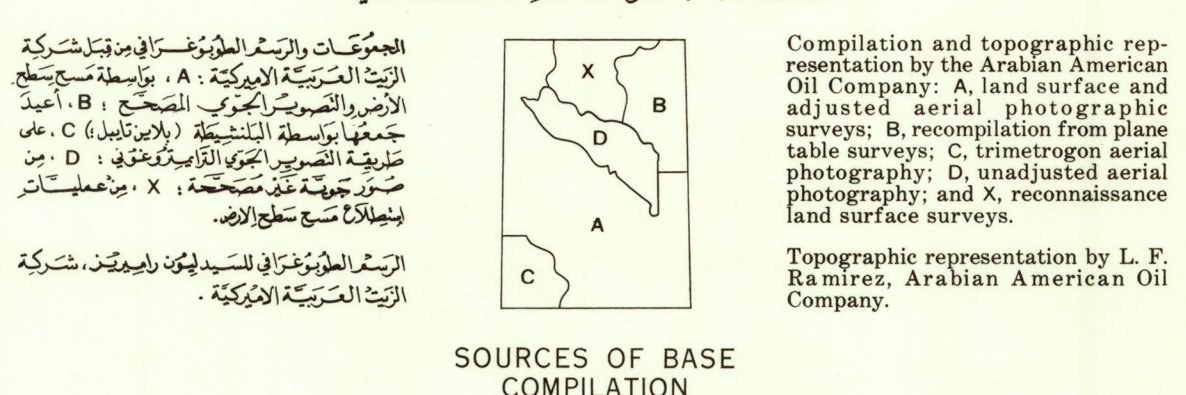 المجموعات والرسم الطوبوغرافي من قبل شركة
الزيت العربية الاميركية : A ، بواسطة مسح سطح
الأرض والتصوير الجوي المصحح ؛ B ، أعيد
جمعها بواسطة البلنشيطة (بلاين تايبل ؛) C ، على
طريقة التصوير الجوي الترايمتروغوني ؛ D ، من
صور جوية غير مصححة ؛ X ، من عمليات
إستطلاع مسح سطح الارض.
الرسم الطوبوغرافي للسيد ليون راميريز ، شركة
الزيت العربية الاميركية .
X
B
D
A
C
SOURCES OF BASE
COMPILATION
Compilation and topographic rep-
resentation by the Arabian American
Oil Company: A, land surface and
adjusted aerial photographic
surveys; B, recompilation from plane
table surveys; C, trimetrogon aerial
photography; D, unadjusted aerial
photography; and X, reconnaissance
land surface surveys.
Topographic representation by L. F.
Ramirez, Arabian American Oil
Company.